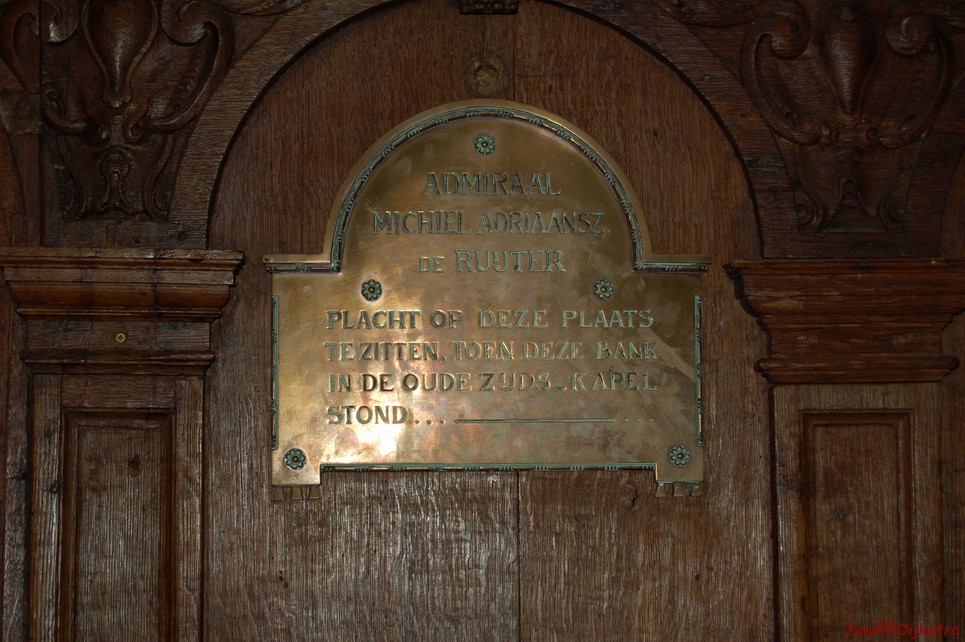 ADMIRAAL
MICHIEL ADRIAANSZ.
DE RUIJTER
PLACHT OP DEZE PLAATS
TE ZITTEN, TOEN DEZE BANK
IN DE OUDE ZIJDS-KAPEL
STOND...